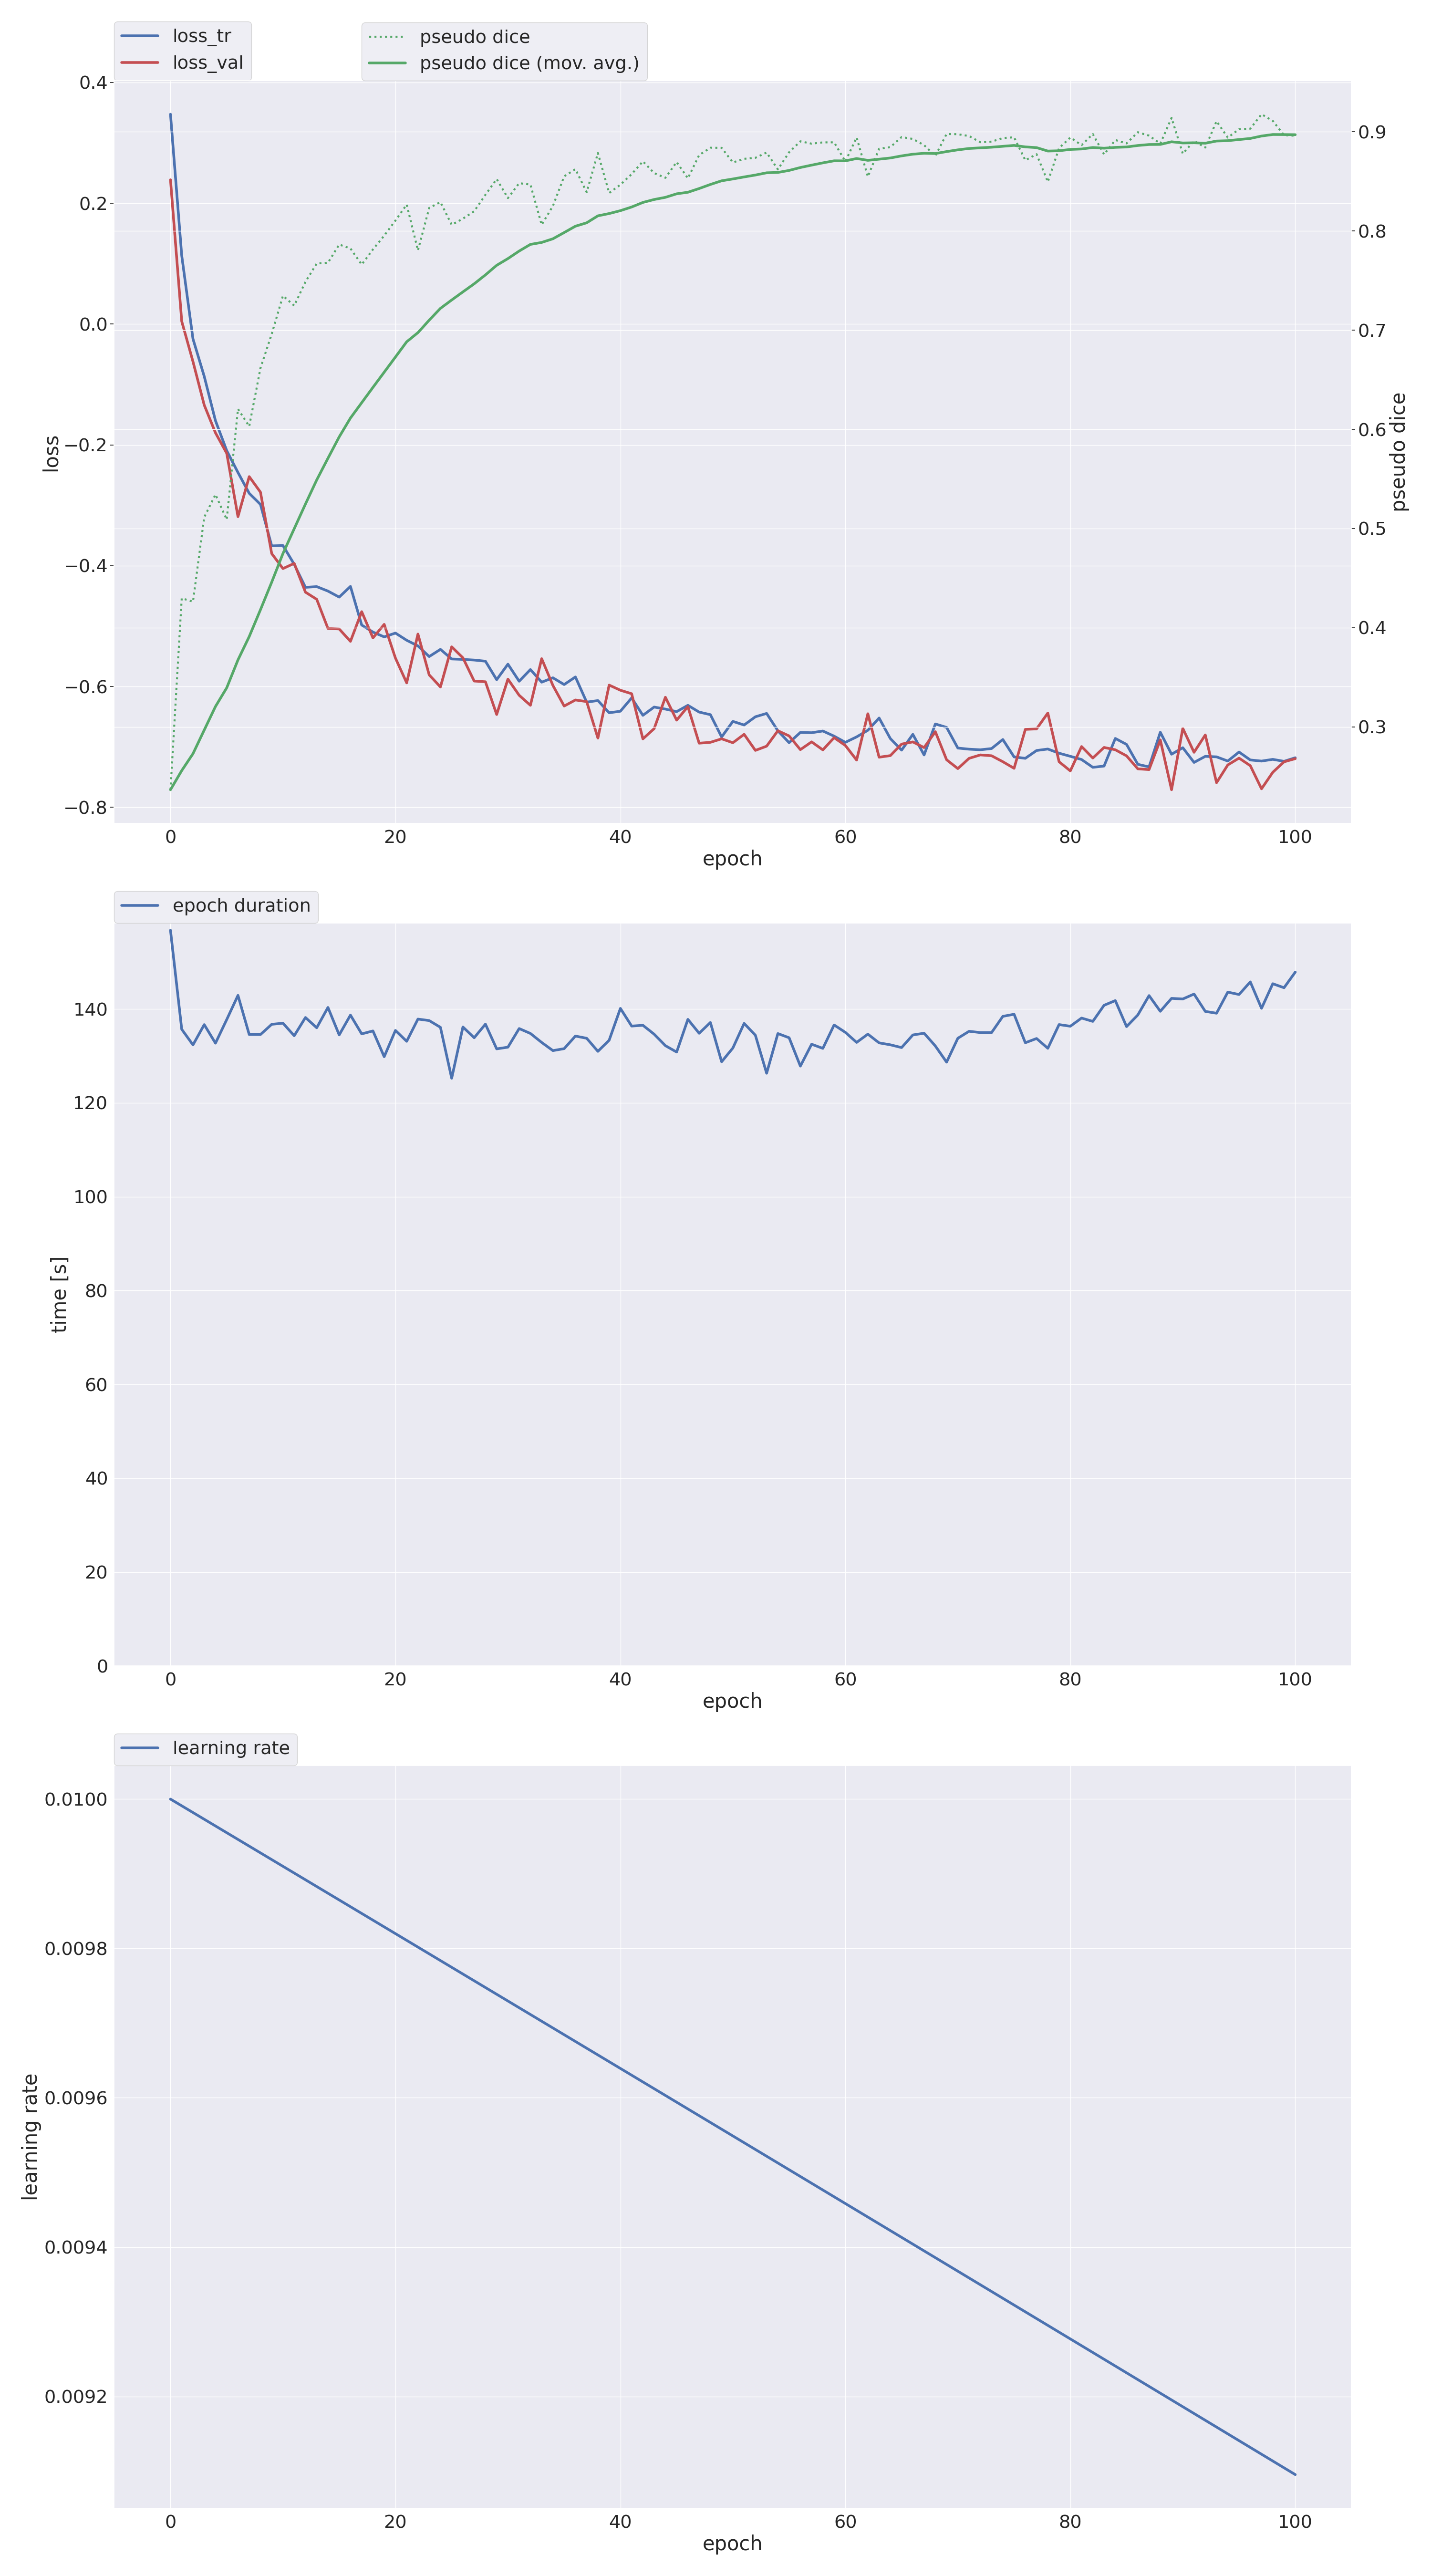 loss_tr
loss_val
pseudo dice
pseudo dice (mov. avg.)
0.4
0.2
0.0
−0.2
−0.4
−0.6
−0.8
loss
0.9
0.8
0.7
0.6
0.5
0.4
0.3
pseudo dice
0 20 40 60 80 100
epoch
epoch duration
140
120
100
80
60
40
20
0
time [s]
0 20 40 60 80 100
epoch
learning rate
0.0100
0.0098
0.0096
0.0094
0.0092
learning rate
0 20 40 60 80 100
epoch